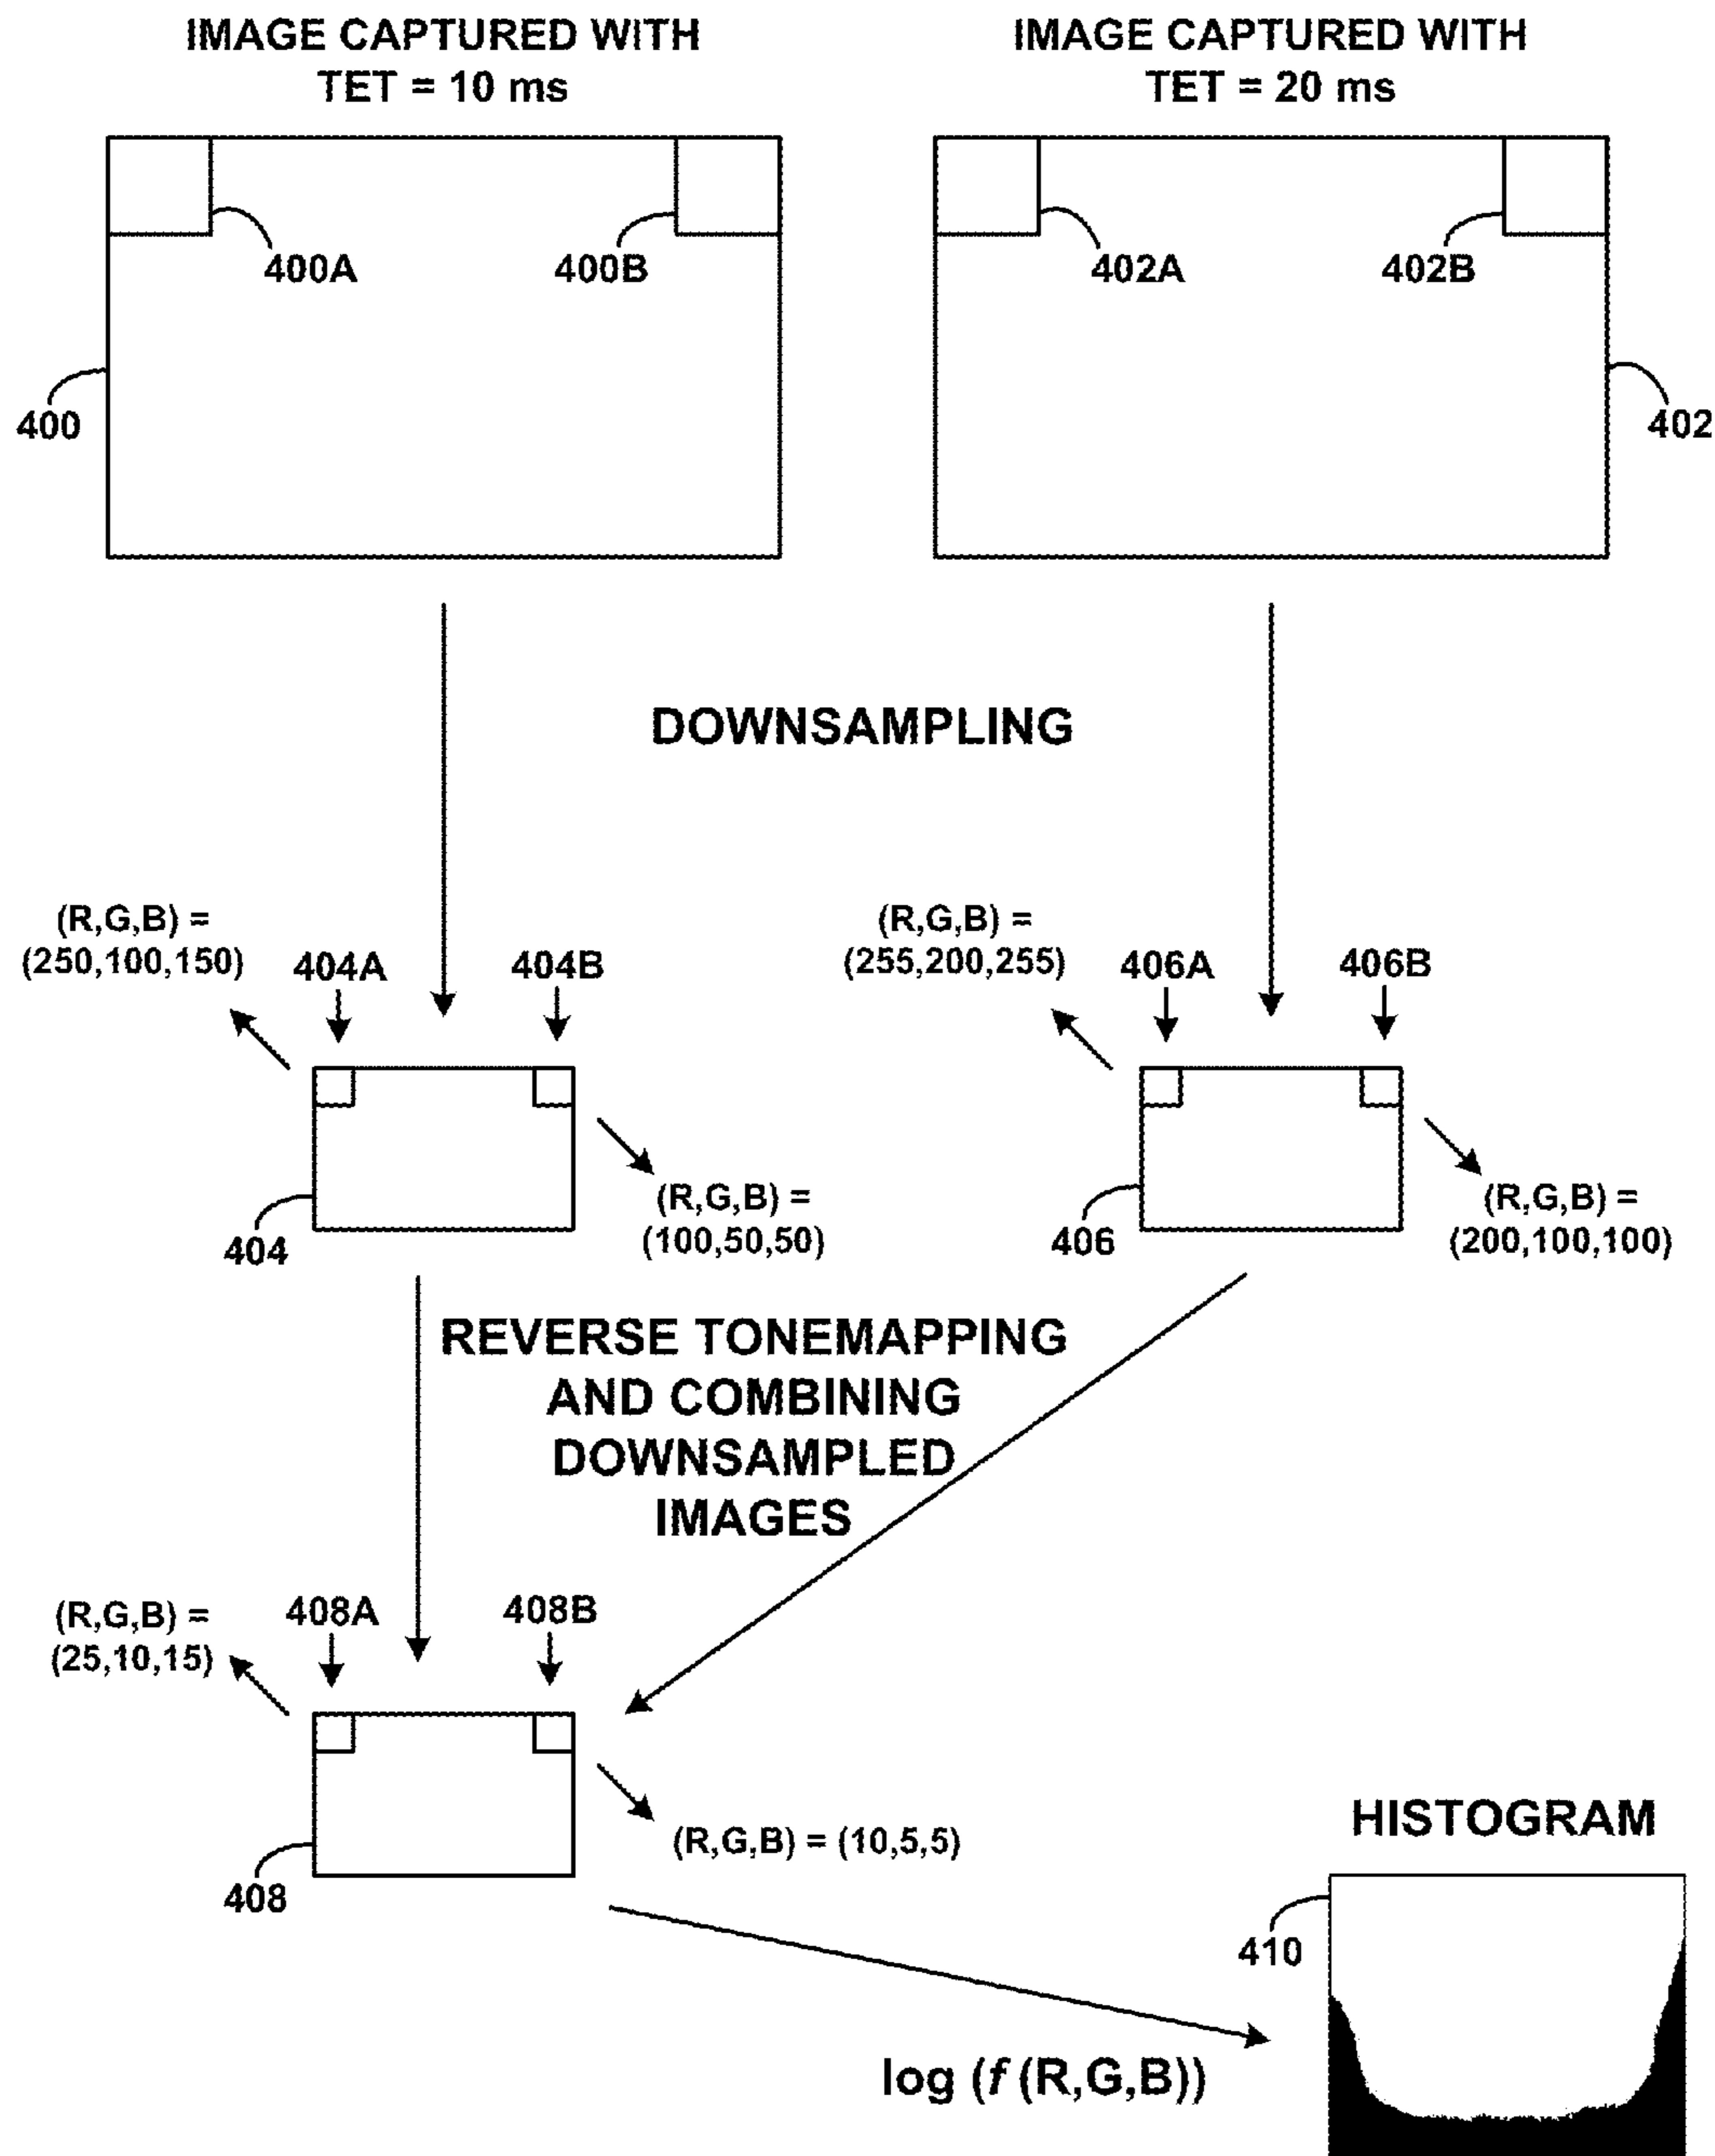 IMAGE CAPTURED WITH
TET = 10 ms
IMAGE CAPTURED WITH
TET = 20 ms
400A
400B
402A
402B
400
402
DOWNSAMPLING
(R,G,B) =
(250,100,150)
404A
404B
(R,G,B) =
(255,200,255)
406A
406B
404
(R,G,B) =
(100,50,50)
406
(R,G,B) =
(200,100,100)
REVERSE TONEMAPPING
AND COMBINING
DOWNSAMPLED
IMAGES
(R,G,B) =
(25,10,15)
408A
408B
408
(R,G,B) = (10,5,5)
HISTOGRAM
410
log (f (R,G,B))